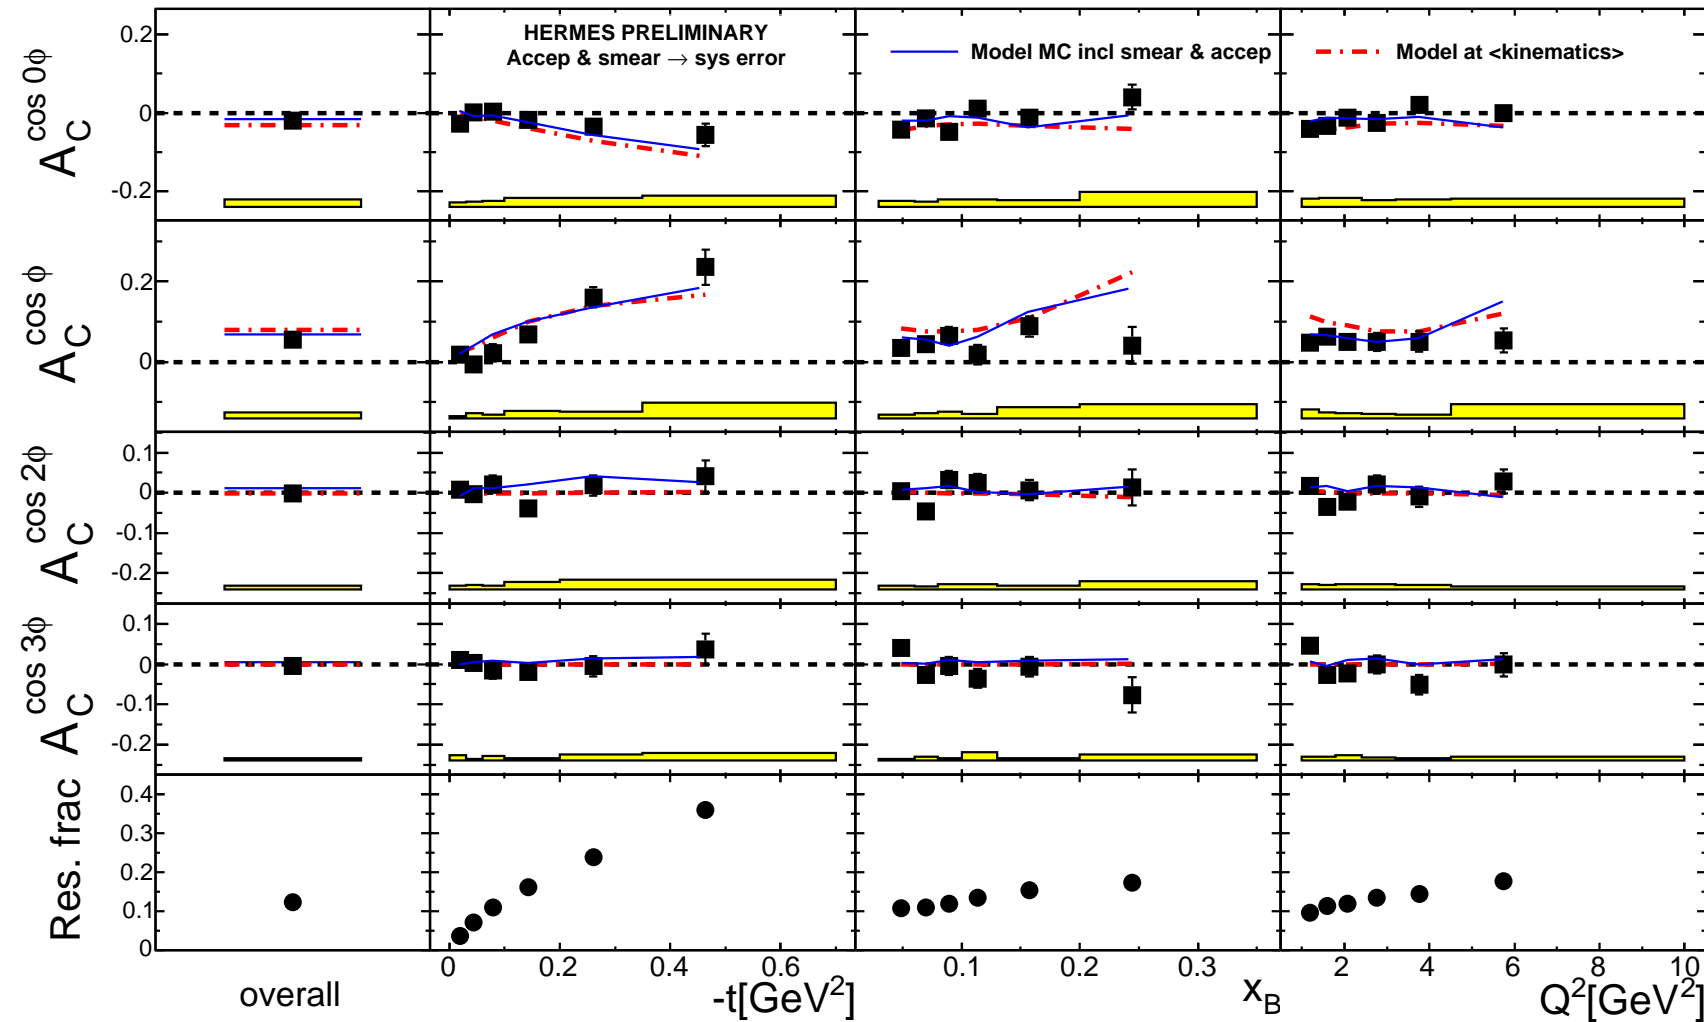 HERMES PRELIMINARY
Accep & smear → sys error
Model MC incl smear & accep
Model at <kinematics>
A_C^cos 0ϕ
0.2
0
-0.2
A_C^cos ϕ
0.2
0
A_C^cos 2ϕ
0.1
0
-0.1
-0.2
A_C^cos 3ϕ
0.1
0
-0.1
-0.2
Res. frac
0.4
0.3
0.2
0.1
0
0 0.2 0.4 0.6
0.1 0.2 0.3
2 4 6 8 10
overall
-t[GeV²]
x_B
Q²[GeV²]